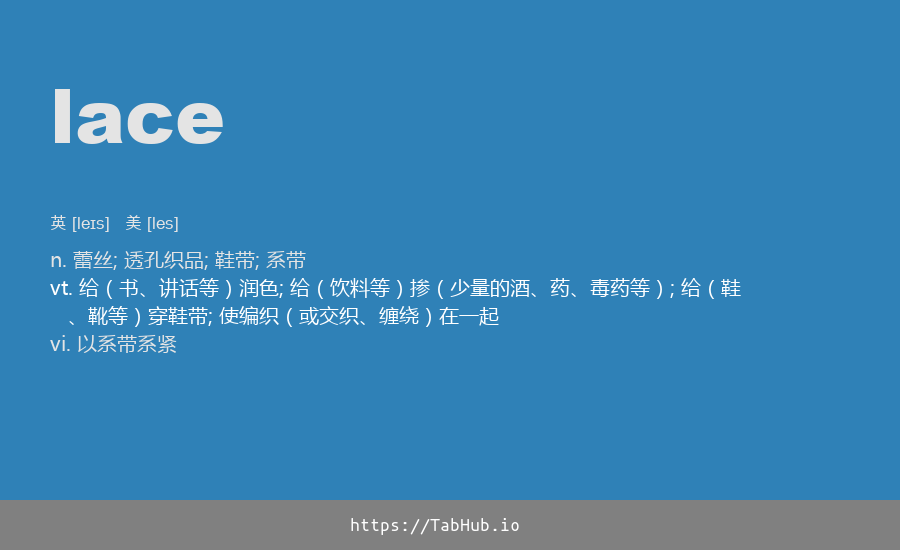 lace
英 [leɪs]   美 [les]
n. 蕾丝; 透孔织品; 鞋带; 系带
vt. 给（书、讲话等）润色; 给（饮料等）掺（少量的酒、药、毒药等）; 给（鞋
、靴等）穿鞋带; 使编织（或交织、缠绕）在一起
vi. 以系带系紧
https://TabHub.io